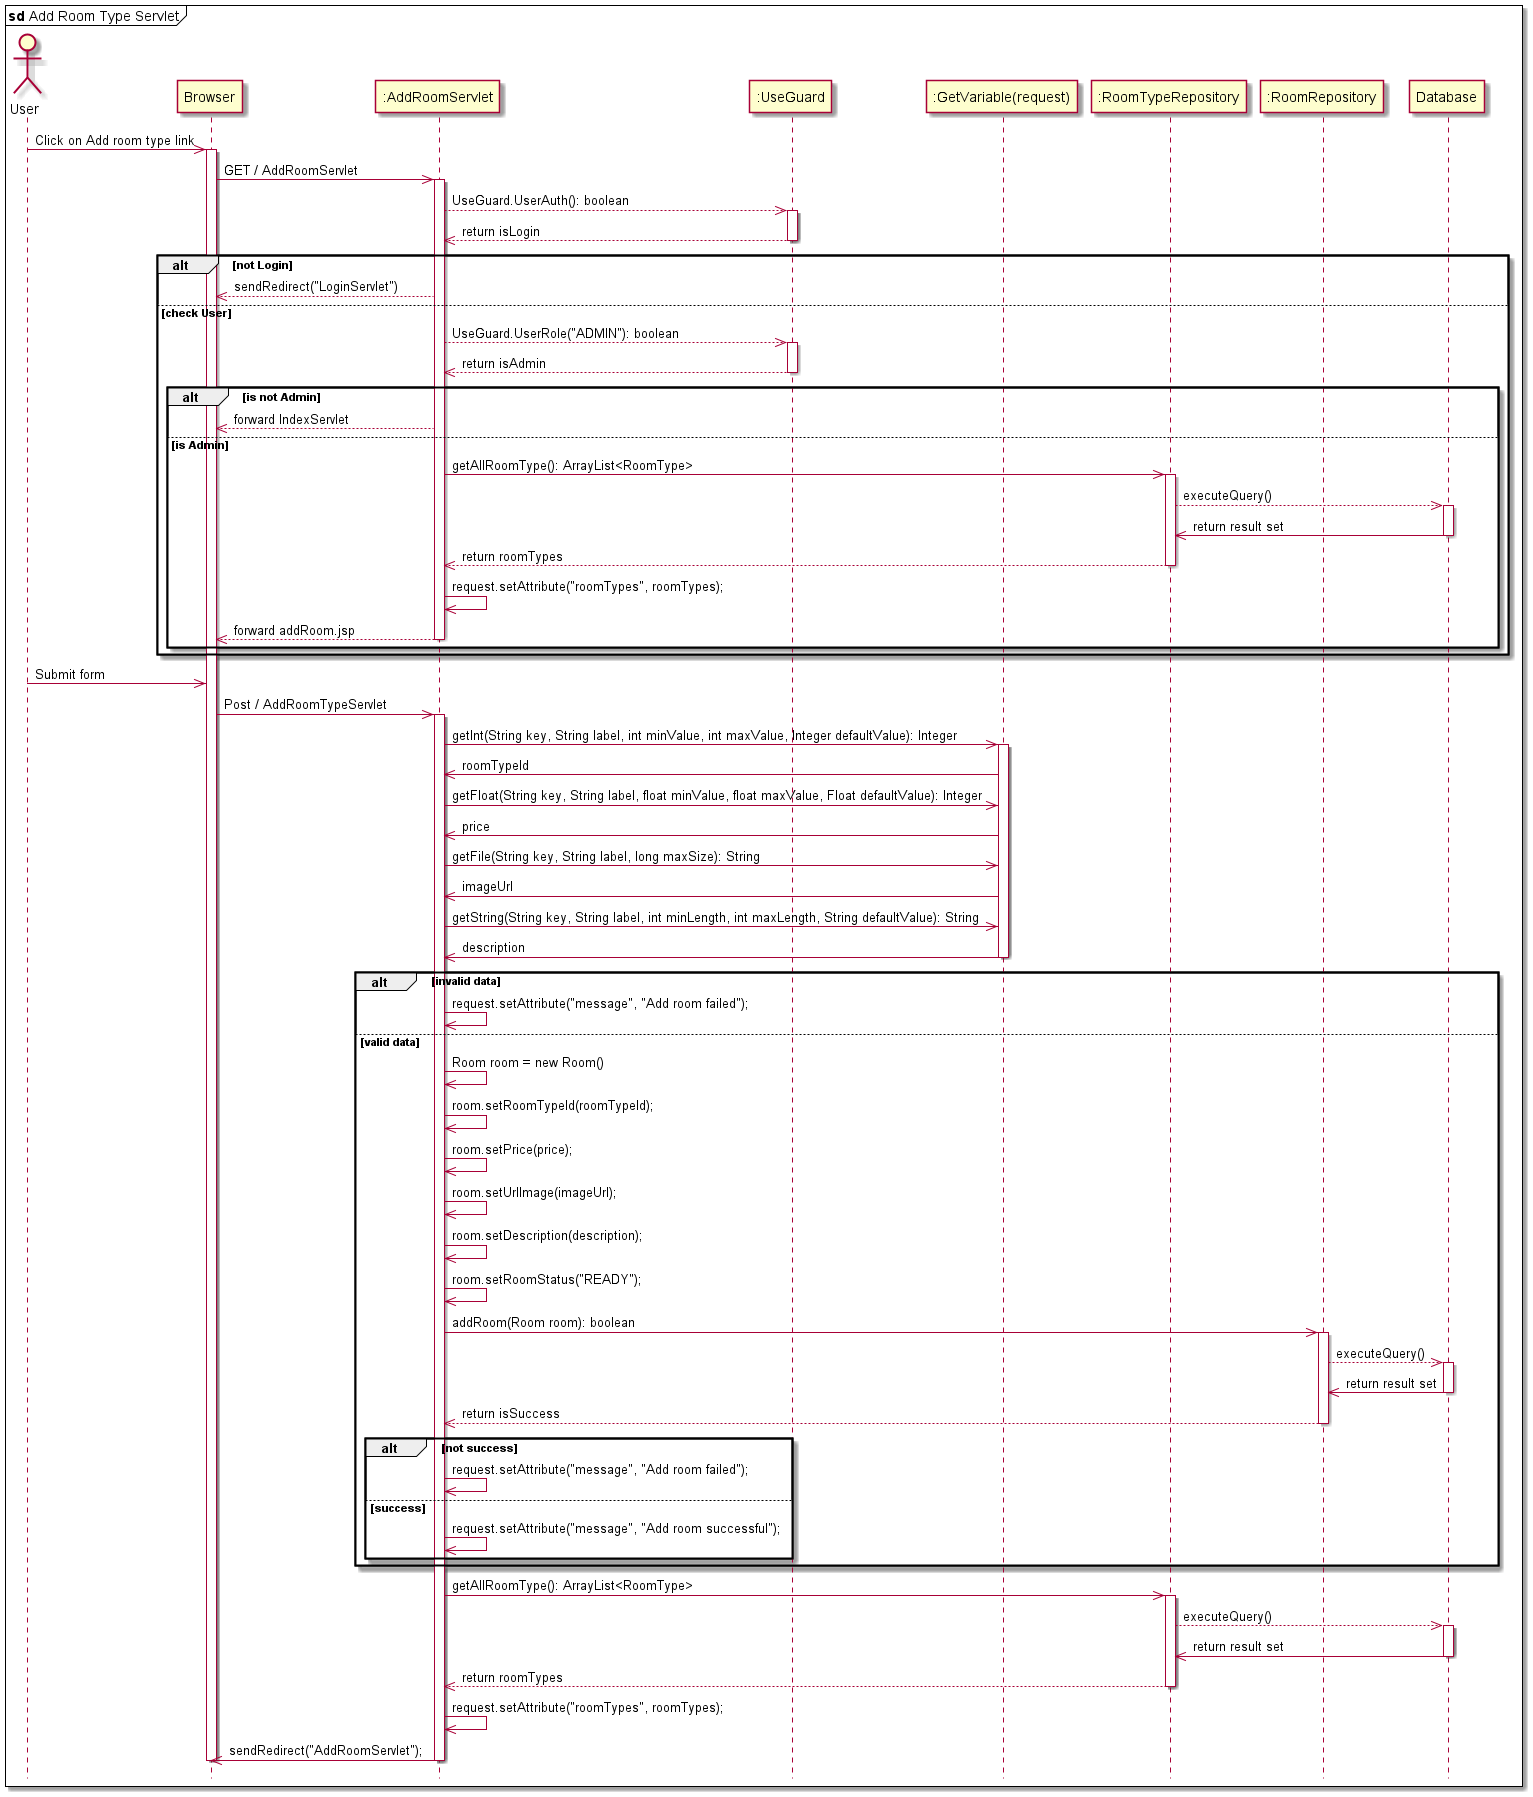 sd Add Room Type Servlet
User
Browser
:AddRoomServlet
:UseGuard
:GetVariable(request)
:RoomTypeRepository
:RoomRepository
Database
Click on Add room type link
GET / AddRoomServlet
UseGuard.UserAuth(): boolean
return isLogin
alt [not Login]
sendRedirect("LoginServlet")
[check User]
UseGuard.UserRole("ADMIN"): boolean
return isAdmin
alt [is not Admin]
forward IndexServlet
[is Admin]
getAllRoomType(): ArrayList<RoomType>
executeQuery()
return result set
return roomTypes
request.setAttribute("roomTypes", roomTypes);
forward addRoom.jsp
Submit form
Post / AddRoomTypeServlet
getInt(String key, String label, int minValue, int maxValue, Integer defaultValue): Integer
roomTypeId
getFloat(String key, String label, float minValue, float maxValue, Float defaultValue): Integer
price
getFile(String key, String label, long maxSize): String
imageUrl
getString(String key, String label, int minLength, int maxLength, String defaultValue): String
description
alt [invalid data]
request.setAttribute("message", "Add room failed");
[valid data]
Room room = new Room()
room.setRoomTypeId(roomTypeId);
room.setPrice(price);
room.setUrlImage(imageUrl);
room.setDescription(description);
room.setRoomStatus("READY");
addRoom(Room room): boolean
executeQuery()
return result set
return isSuccess
alt [not success]
request.setAttribute("message", "Add room failed");
[success]
request.setAttribute("message", "Add room successful");
getAllRoomType(): ArrayList<RoomType>
executeQuery()
return result set
return roomTypes
request.setAttribute("roomTypes", roomTypes);
sendRedirect("AddRoomServlet");